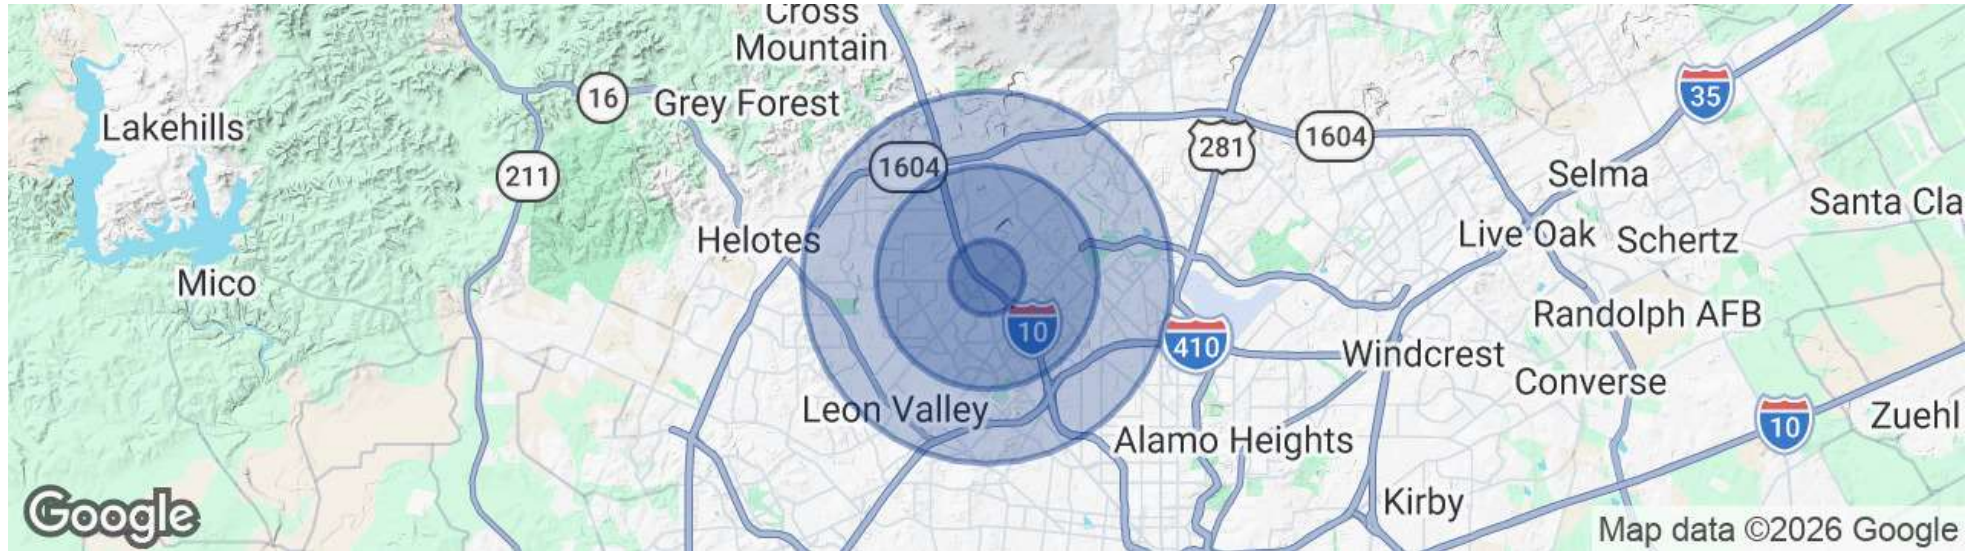 Cross
Mountain
16
Grey Forest
35
Lakehills
1604
281
1604
211
Selma
Santa Cla
Helotes
Live Oak
Schertz
Mico
10
Randolph AFB
410
Windcrest
Converse
Leon Valley
10
Zuehl
Alamo Heights
Kirby
Google
Map data ©2026 Google